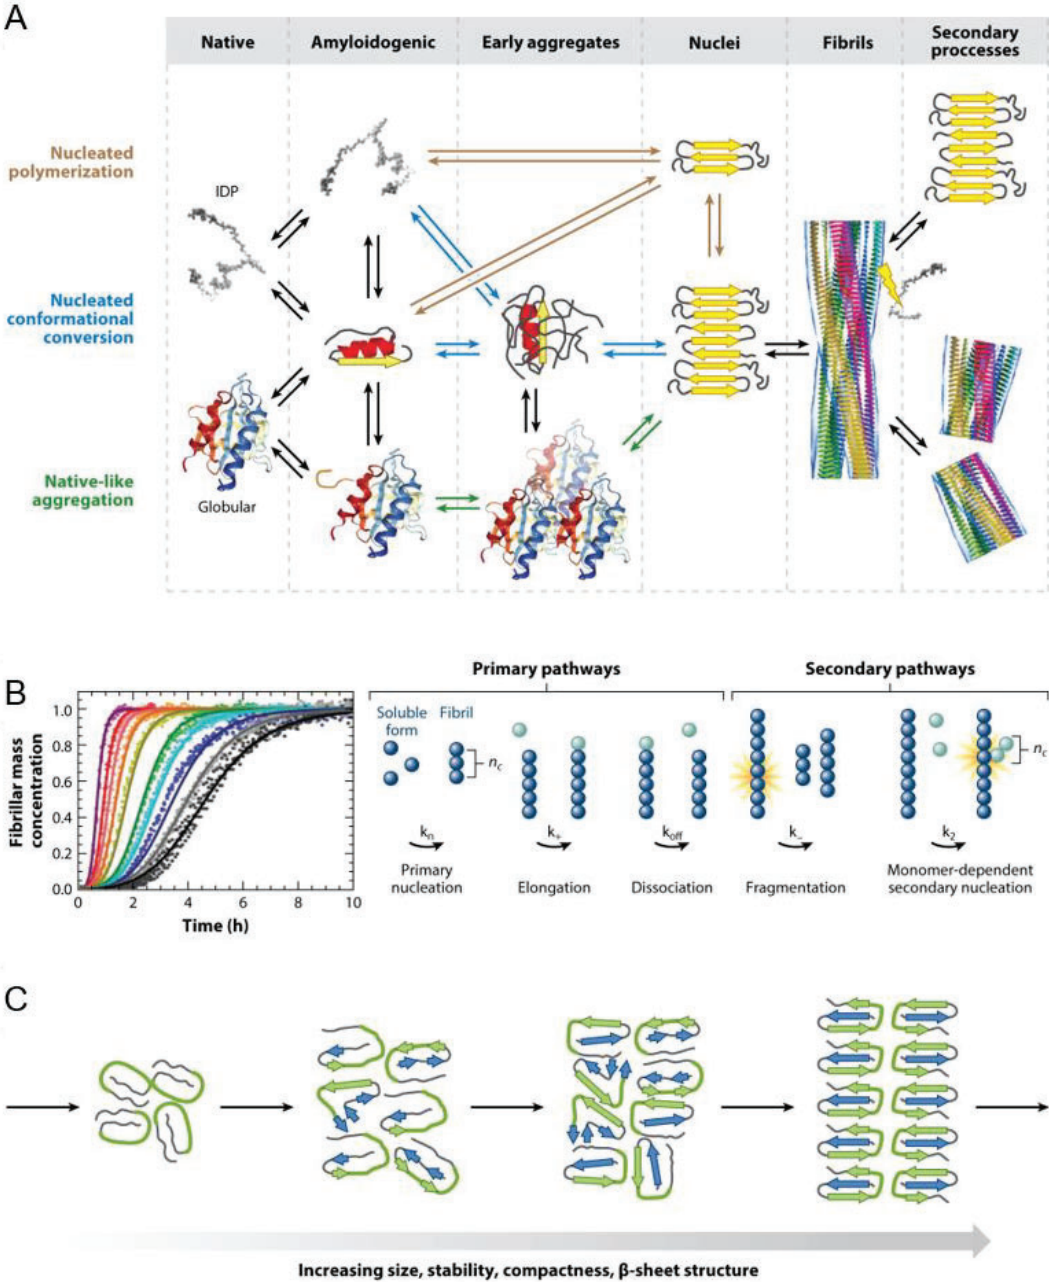 A
Native
Amyloidogenic
Early aggregates
Nuclei
Fibrils
Secondary
proccesses
Nucleated
polymerization
IDP
Nucleated
conformational
conversion
Native-like
aggregation
Globular
B
Primary pathways
Secondary pathways
Fibrillar mass
concentration
1.0
0.8
0.6
0.4
0.2
0.0
0
2
4
6
8
10
Time (h)
Soluble
form
Fibril
nc
kn
Primary
nucleation
k+
Elongation
koff
Dissociation
k−
Fragmentation
nc
k2
Monomer-dependent
secondary nucleation
C
Increasing size, stability, compactness, β-sheet structure